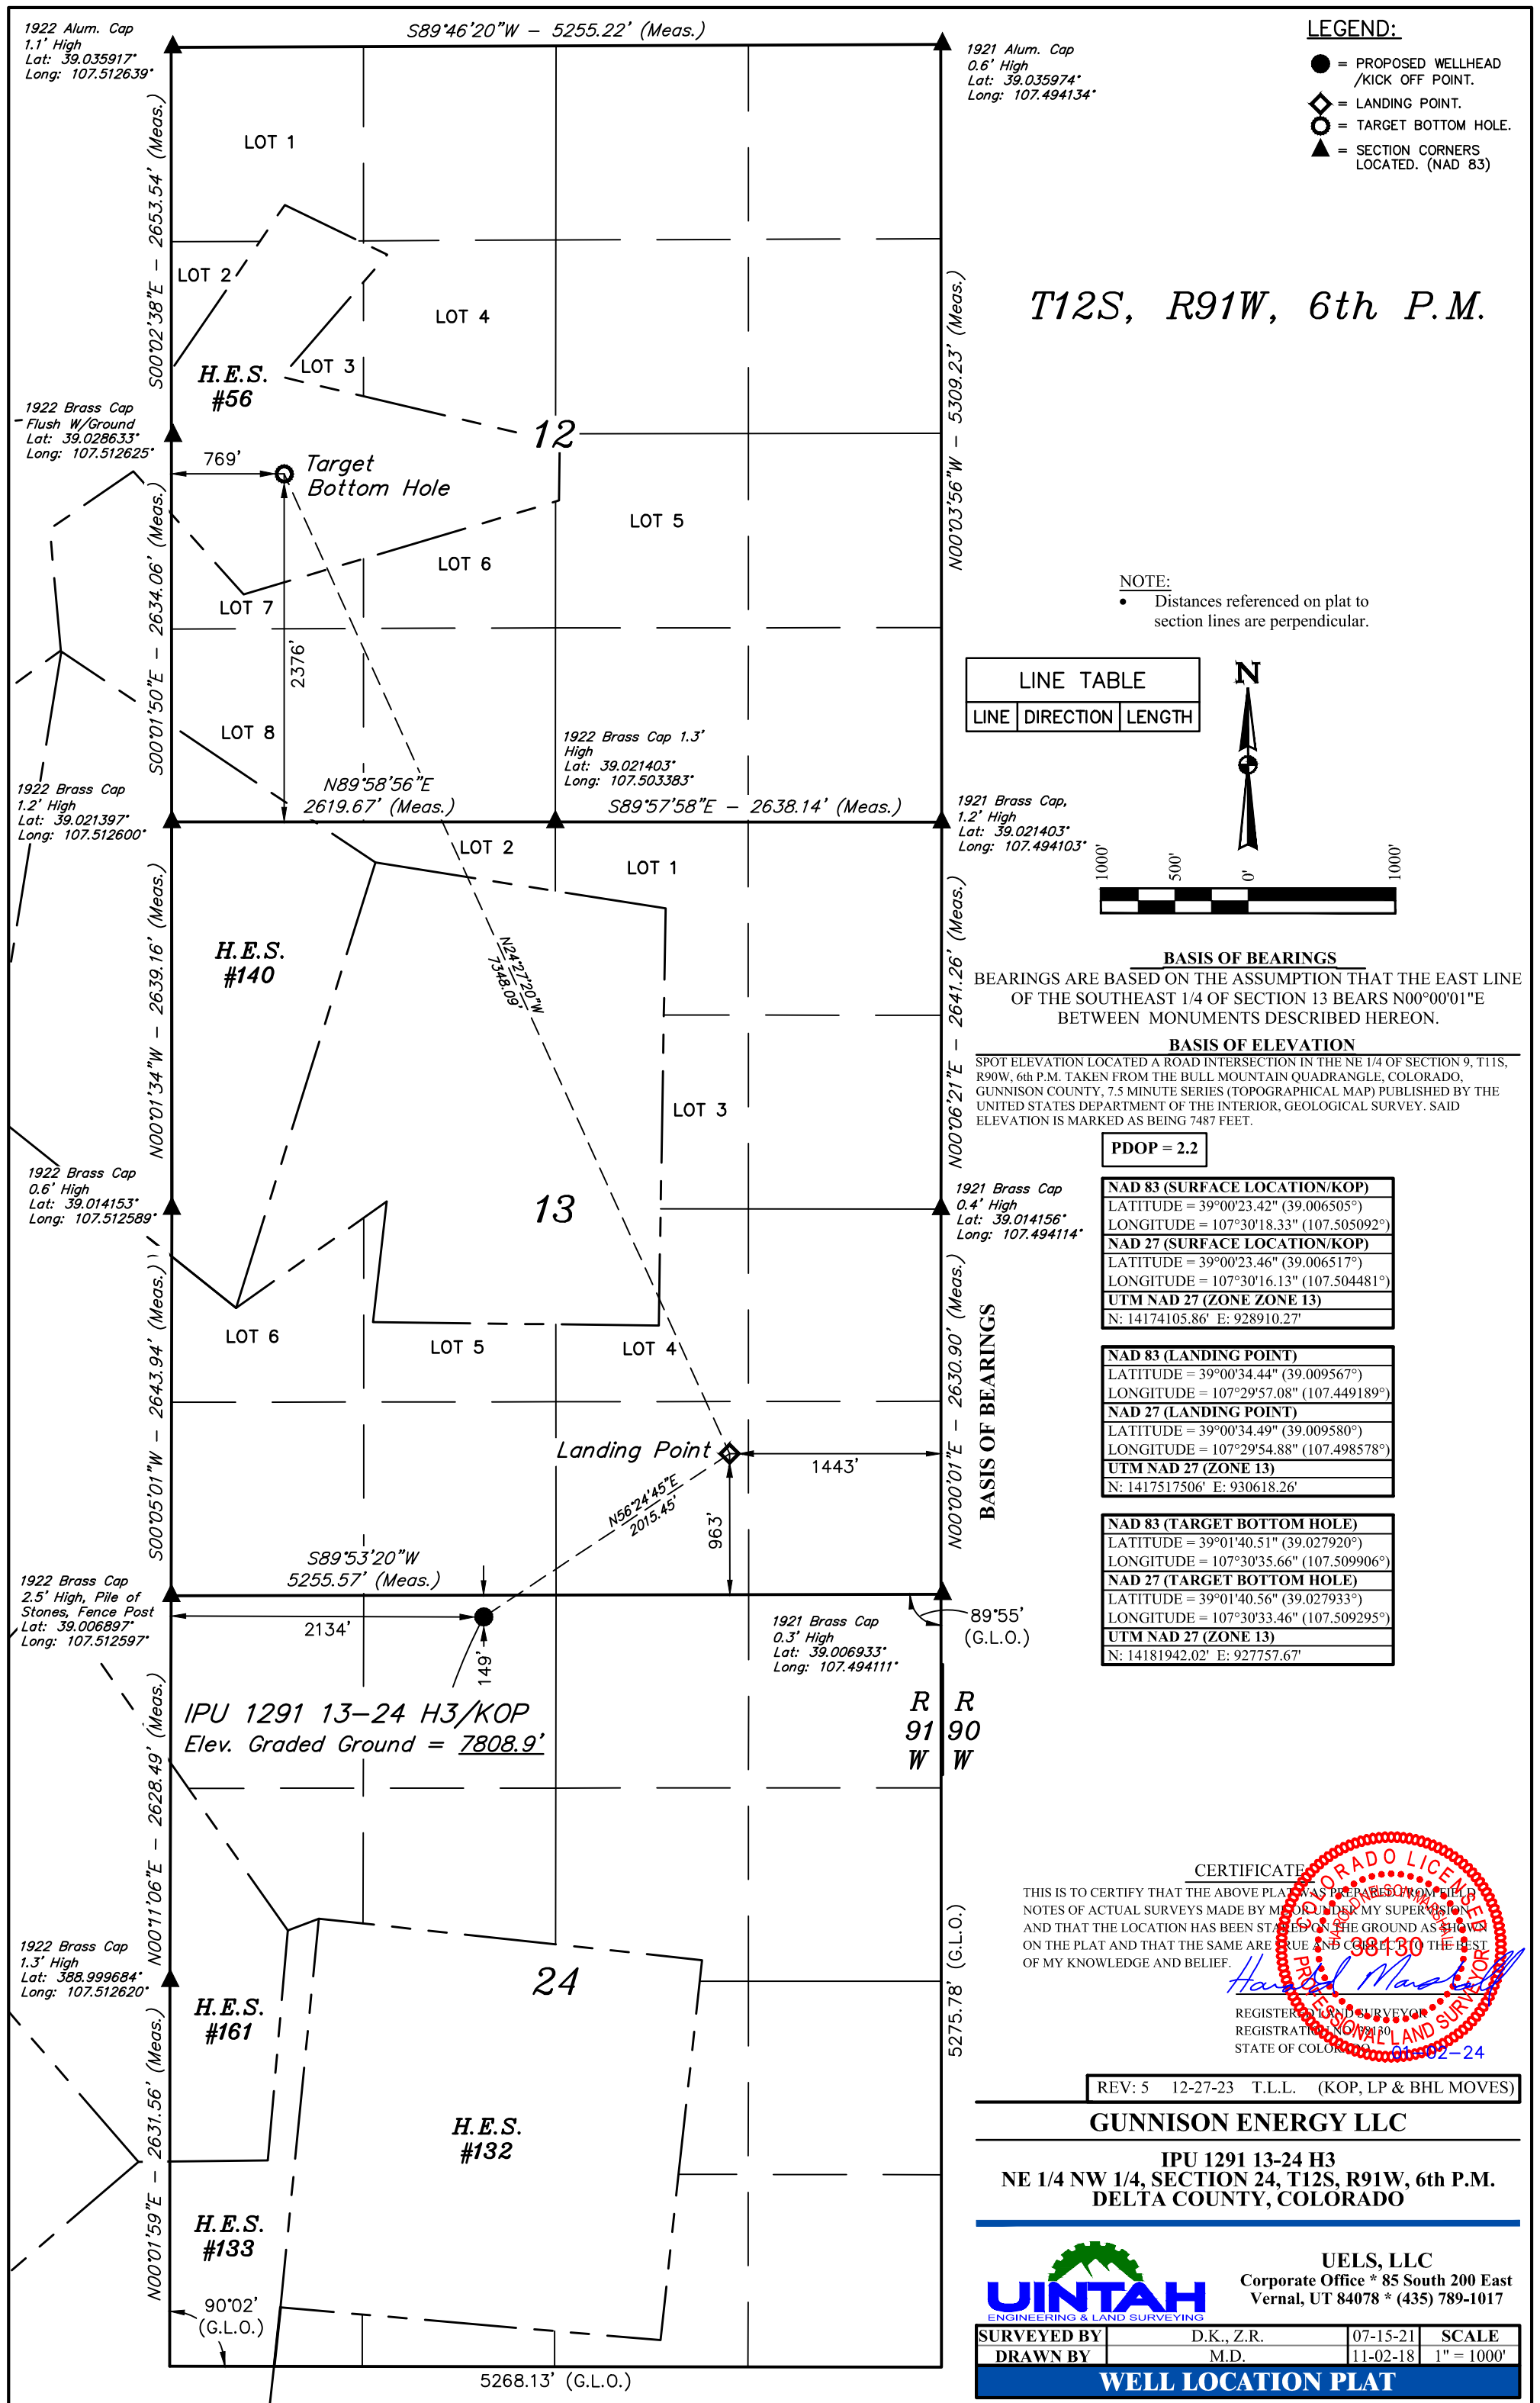 1922 Alum. Cap
1.1' High
Lat: 39.035917°
Long: 107.512639°
S89°46'20"W - 5255.22' (Meas.)
1921 Alum. Cap
0.6' High
Lat: 39.035974°
Long: 107.494134°
LEGEND:
= PROPOSED WELLHEAD
/KICK OFF POINT.
= LANDING POINT.
= TARGET BOTTOM HOLE.
= SECTION CORNERS
LOCATED. (NAD 83)
T12S, R91W, 6th P.M.
S00°02'38"E - 2653.54' (Meas.)
LOT 1
LOT 2
LOT 4
LOT 3
H.E.S.
#56
12
N00°03'56"W - 5309.23' (Meas.)
1922 Brass Cap
Flush W/Ground
Lat: 39.028633°
Long: 107.512625°
769'
Target
Bottom Hole
LOT 5
LOT 6
LOT 7
2376'
LOT 8
S00°01'50"E - 2634.06' (Meas.)
NOTE:
• Distances referenced on plat to
section lines are perpendicular.
LINE TABLE
LINE DIRECTION LENGTH
N
1922 Brass Cap 1.3'
High
Lat: 39.021403°
Long: 107.503383°
1922 Brass Cap
1.2' High
Lat: 39.021397°
Long: 107.512600°
N89°58'56"E
2619.67' (Meas.)
S89°57'58"E - 2638.14' (Meas.)
1921 Brass Cap,
1.2' High
Lat: 39.021403°
Long: 107.494103°
1000'
500'
0'
1000'
LOT 2
LOT 1
H.E.S.
#140
N24°27'20"W
7348.09'
LOT 3
13
N00°01'34"W - 2639.16' (Meas.)
N00°06'21"E - 2641.26' (Meas.)
BASIS OF BEARINGS
BEARINGS ARE BASED ON THE ASSUMPTION THAT THE EAST LINE
OF THE SOUTHEAST 1/4 OF SECTION 13 BEARS N00°00'01"E
BETWEEN MONUMENTS DESCRIBED HEREON.
BASIS OF ELEVATION
SPOT ELEVATION LOCATED A ROAD INTERSECTION IN THE NE 1/4 OF SECTION 9, T11S,
R90W, 6th P.M. TAKEN FROM THE BULL MOUNTAIN QUADRANGLE, COLORADO,
GUNNISON COUNTY, 7.5 MINUTE SERIES (TOPOGRAPHICAL MAP) PUBLISHED BY THE
UNITED STATES DEPARTMENT OF THE INTERIOR, GEOLOGICAL SURVEY. SAID
ELEVATION IS MARKED AS BEING 7487 FEET.
PDOP = 2.2
1922 Brass Cap
0.6' High
Lat: 39.014153°
Long: 107.512589°
1921 Brass Cap
0.4' High
Lat: 39.014156°
Long: 107.494114°
NAD 83 (SURFACE LOCATION/KOP)
LATITUDE = 39°00'23.42" (39.006505°)
LONGITUDE = 107°30'18.33" (107.505092°)
NAD 27 (SURFACE LOCATION/KOP)
LATITUDE = 39°00'23.46" (39.006517°)
LONGITUDE = 107°30'16.13" (107.504481°)
UTM NAD 27 (ZONE ZONE 13)
N: 14174105.86' E: 928910.27'
NAD 83 (LANDING POINT)
LATITUDE = 39°00'34.44" (39.009567°)
LONGITUDE = 107°29'57.08" (107.449189°)
NAD 27 (LANDING POINT)
LATITUDE = 39°00'34.49" (39.009580°)
LONGITUDE = 107°29'54.88" (107.498578°)
UTM NAD 27 (ZONE 13)
N: 1417517506' E: 930618.26'
NAD 83 (TARGET BOTTOM HOLE)
LATITUDE = 39°01'40.51" (39.027920°)
LONGITUDE = 107°30'35.66" (107.509906°)
NAD 27 (TARGET BOTTOM HOLE)
LATITUDE = 39°01'40.56" (39.027933°)
LONGITUDE = 107°30'33.46" (107.509295°)
UTM NAD 27 (ZONE 13)
N: 14181942.02' E: 927757.67'
LOT 6
LOT 5
LOT 4
Landing Point
1443'
963'
N56°24'45"E
2015.45'
S00°05'01"W - 2643.94' (Meas.)
N00°00'01"E - 2630.90' (Meas.)
BASIS OF BEARINGS
S89°53'20"W
5255.57' (Meas.)
1922 Brass Cap
2.5' High, Pile of
Stones, Fence Post
Lat: 39.006897°
Long: 107.512597°
2134'
149'
1921 Brass Cap
0.3' High
Lat: 39.006933°
Long: 107.494111°
89°55'
(G.L.O.)
IPU 1291 13-24 H3/KOP
Elev. Graded Ground = 7808.9'
R R
91 90
W W
N00°11'06"E - 2628.49' (Meas.)
1922 Brass Cap
1.3' High
Lat: 388.999684°
Long: 107.512620°
24
H.E.S.
#161
H.E.S.
#132
H.E.S.
#133
N00°01'59"E - 2631.56' (Meas.)
5275.78' (G.L.O.)
90°02'
(G.L.O.)
5268.13' (G.L.O.)
CERTIFICATE
THIS IS TO CERTIFY THAT THE ABOVE PLAT WAS PREPARED FROM FIELD
NOTES OF ACTUAL SURVEYS MADE BY ME OR UNDER MY SUPERVISION
AND THAT THE LOCATION HAS BEEN STAKED ON THE GROUND AS SHOWN
ON THE PLAT AND THAT THE SAME ARE TRUE AND CORRECT TO THE BEST
OF MY KNOWLEDGE AND BELIEF.
COLORADO LICENSED
HAROLD NELSON MARSHALL
38130
PROFESSIONAL LAND SURVEYOR
Harold Marshall
REGISTERED LAND SURVEYOR
REGISTRATION NO. 38130
STATE OF COLORADO
01-02-24
REV: 5 12-27-23 T.L.L. (KOP, LP & BHL MOVES)
GUNNISON ENERGY LLC
IPU 1291 13-24 H3
NE 1/4 NW 1/4, SECTION 24, T12S, R91W, 6th P.M.
DELTA COUNTY, COLORADO
UINTAH
ENGINEERING & LAND SURVEYING
UELS, LLC
Corporate Office * 85 South 200 East
Vernal, UT 84078 * (435) 789-1017
SURVEYED BY D.K., Z.R. 07-15-21 SCALE
DRAWN BY M.D. 11-02-18 1" = 1000'
WELL LOCATION PLAT